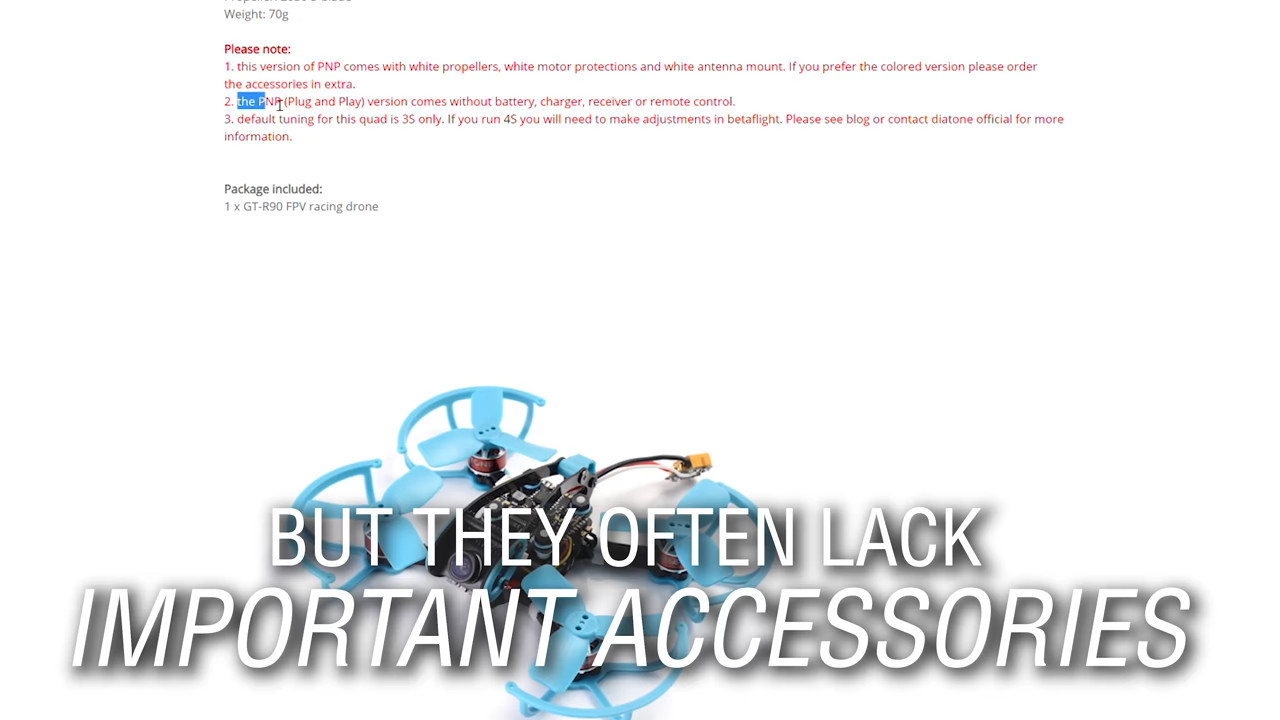 Weight: 70g
Please note:
1. this version of PNP comes with white propellers, white motor protections and white antenna mount. If you prefer the colored version please order
the accessories in extra.
2. the PNP (Plug and Play) version comes without battery, charger, receiver or remote control.
3. default tuning for this quad is 3S only. If you run 4S you will need to make adjustments in betaflight. Please see blog or contact diatone official for more
information.
Package included:
1 x GT-R90 FPV racing drone
BUT THEY OFTEN LACK
IMPORTANT ACCESSORIES